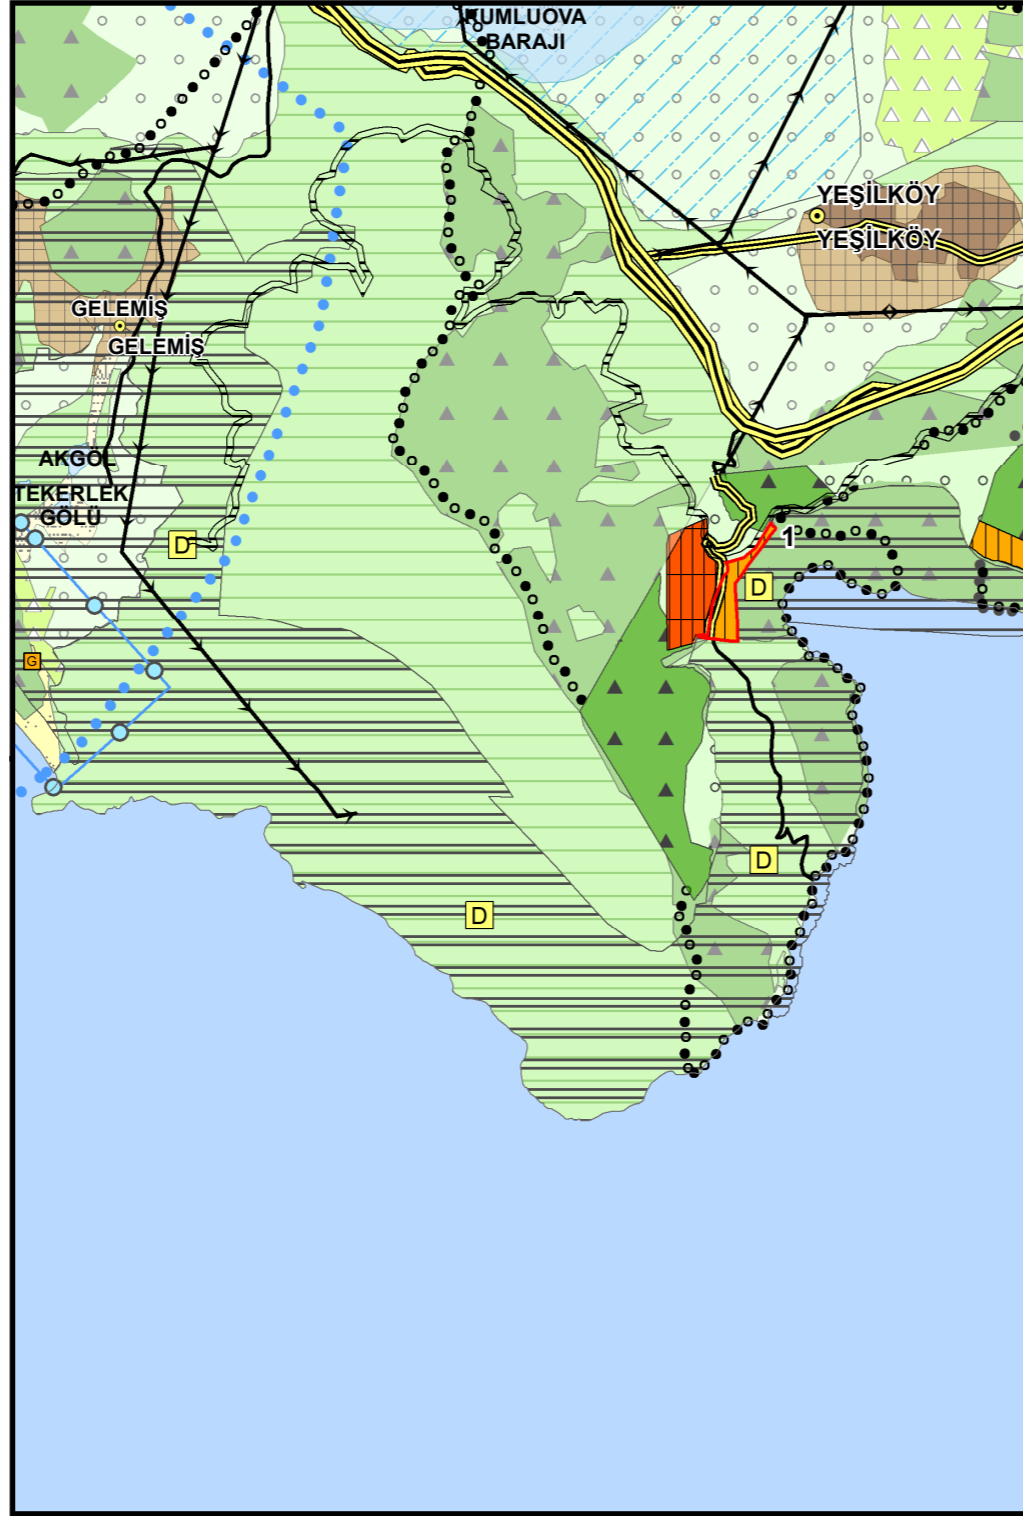 KUMLUOVA
BARAJI
YEŞİLKÖY
YEŞİLKÖY
GELEMİŞ
GELEMİŞ
AKGÖL
TEKERLEK
GÖLÜ
1
D
D
G
D
D